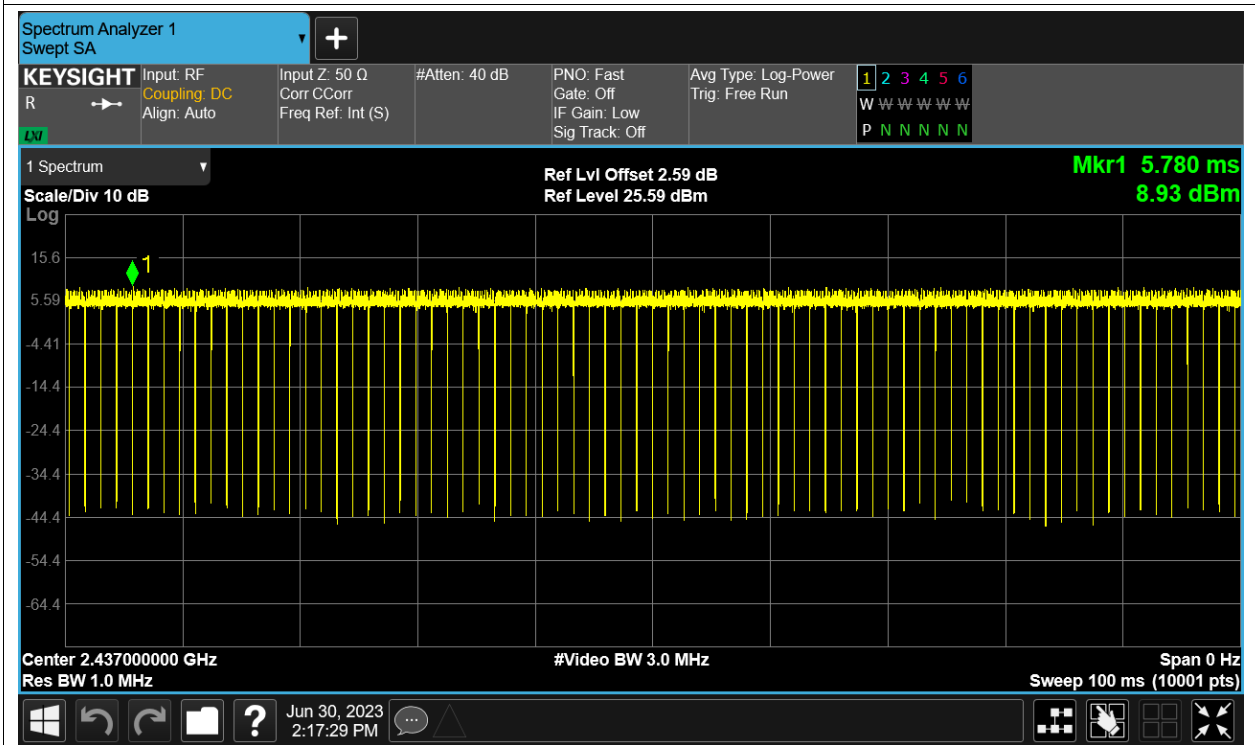 Spectrum Analyzer 1
Swept SA
KEYSIGHT
R
LXI
Input: RF
Coupling: DC
Align: Auto
Input Z: 50 Ω
Corr CCorr
Freq Ref: Int (S)
#Atten: 40 dB
PNO: Fast
Gate: Off
IF Gain: Low
Sig Track: Off
Avg Type: Log-Power
Trig: Free Run
1 2 3 4 5 6
W W W W W W
P N N N N N
1 Spectrum
Scale/Div 10 dB
Ref Lvl Offset 2.59 dB
Ref Level 25.59 dBm
Mkr1 5.780 ms
8.93 dBm
Log
15.6
1
5.59
-4.41
-14.4
-24.4
-34.4
-44.4
-54.4
-64.4
Center 2.437000000 GHz
Res BW 1.0 MHz
#Video BW 3.0 MHz
Span 0 Hz
Sweep 100 ms (10001 pts)
?
Jun 30, 2023
2:17:29 PM